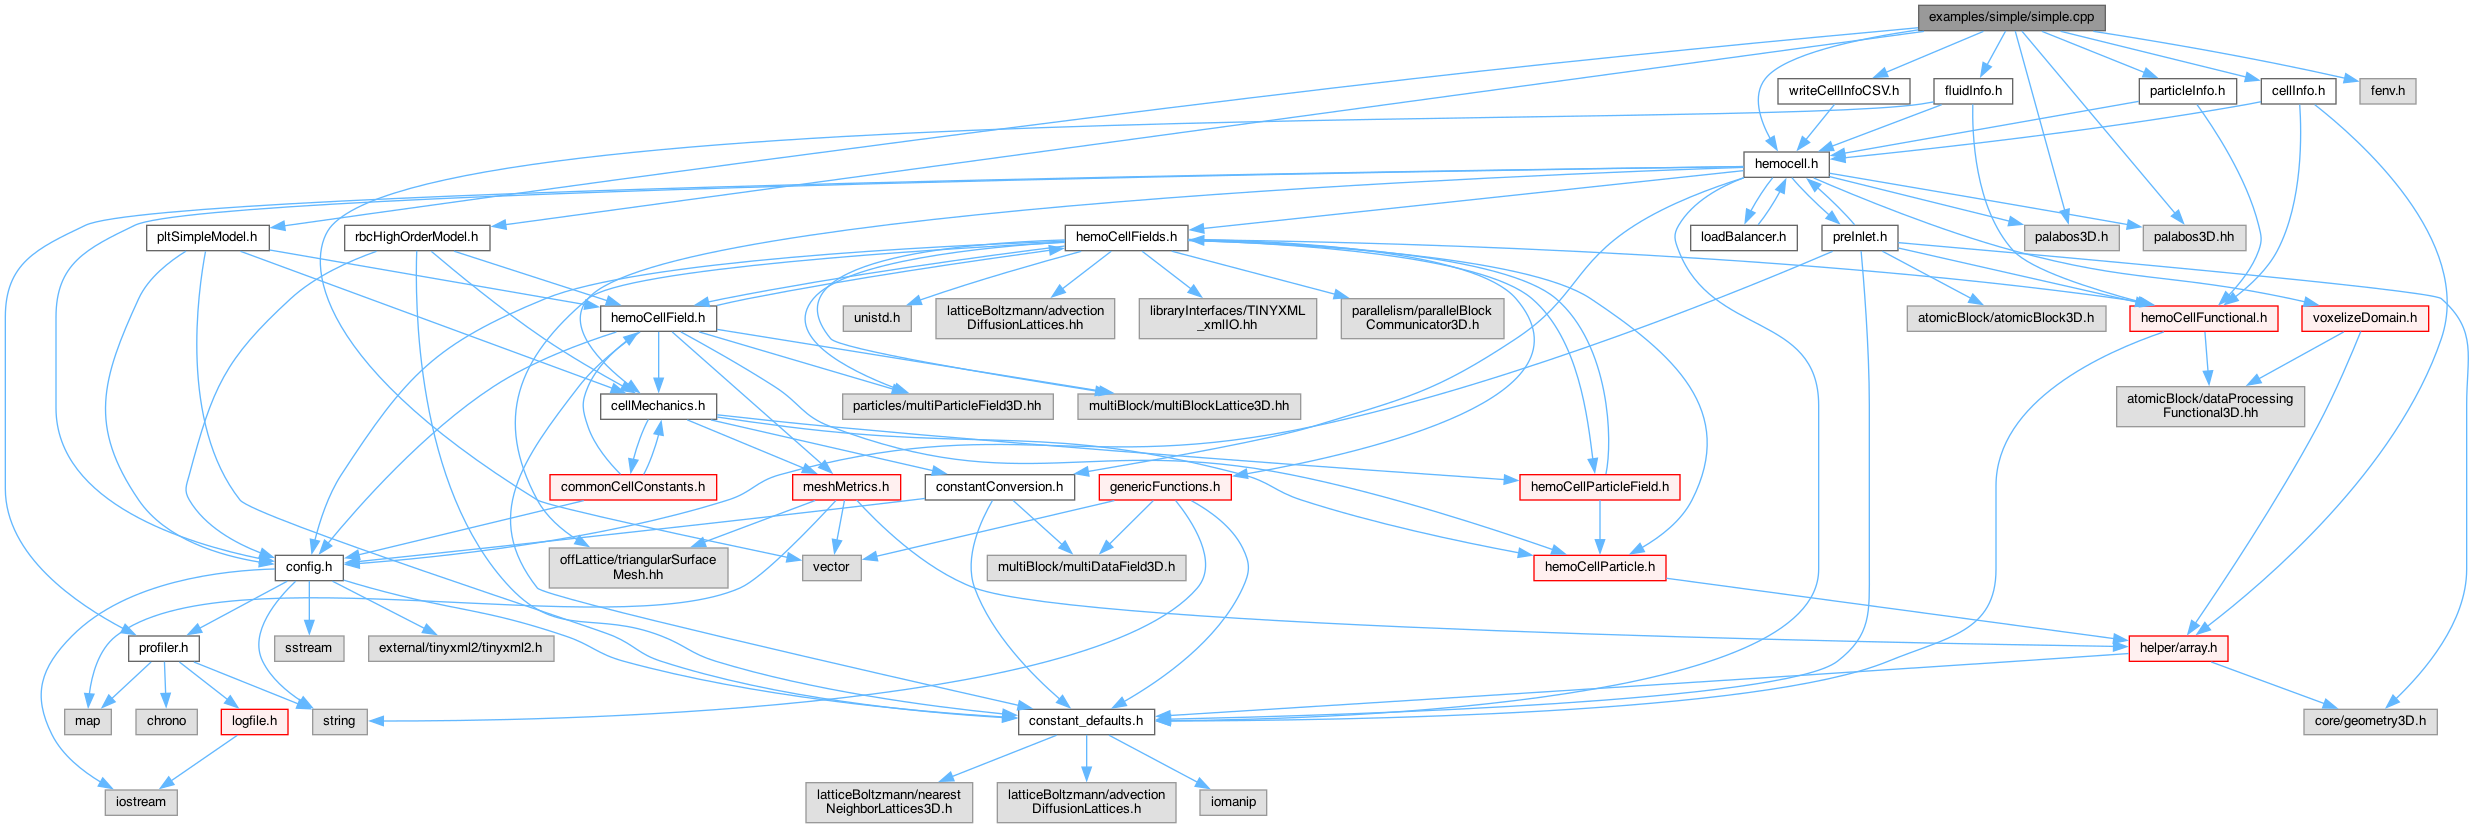 examples/simple/simple.cpp
writeCellInfoCSV.h
fluidInfo.h
particleInfo.h
cellInfo.h
fenv.h
hemocell.h
pltSimpleModel.h
rbcHighOrderModel.h
hemoCellFields.h
loadBalancer.h
preInlet.h
palabos3D.h
palabos3D.hh
hemoCellField.h
unistd.h
latticeBoltzmann/advection
DiffusionLattices.hh
libraryInterfaces/TINYXML
_xmlIO.hh
parallelism/parallelBlock
Communicator3D.h
atomicBlock/atomicBlock3D.h
hemoCellFunctional.h
voxelizeDomain.h
cellMechanics.h
particles/multiParticleField3D.hh
multiBlock/multiBlockLattice3D.hh
atomicBlock/dataProcessing
Functional3D.hh
commonCellConstants.h
meshMetrics.h
constantConversion.h
genericFunctions.h
hemoCellParticleField.h
config.h
offLattice/triangularSurface
Mesh.hh
vector
multiBlock/multiDataField3D.h
hemoCellParticle.h
profiler.h
sstream
external/tinyxml2/tinyxml2.h
helper/array.h
map
chrono
logfile.h
string
constant_defaults.h
core/geometry3D.h
iostream
latticeBoltzmann/nearest
NeighborLattices3D.h
latticeBoltzmann/advection
DiffusionLattices.h
iomanip